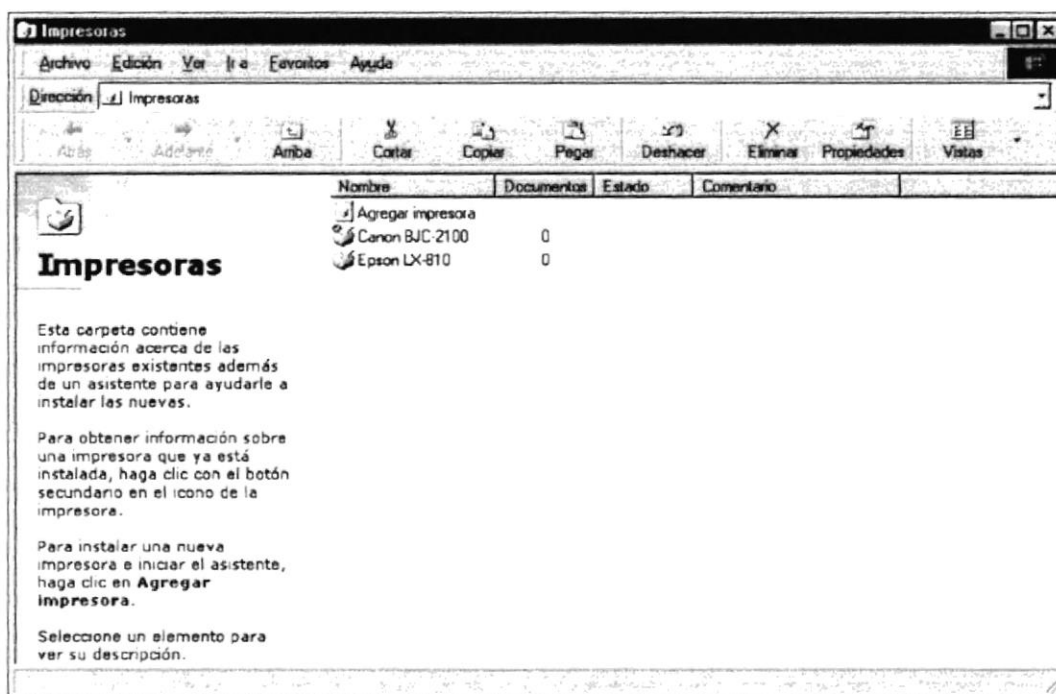 Impresoras
Archivo Edición Ver Ir a Favoritos Ayuda
Dirección Impresoras
Atrás Adelante Arriba Cortar Copiar Pegar Deshacer Eliminar Propiedades Vistas
Nombre Documentos Estado Comentario
Agregar impresora
Canon BJC-2100 0
Epson LX-810 0
Impresoras
Esta carpeta contiene
información acerca de las
impresoras existentes además
de un asistente para ayudarle a
instalar las nuevas.
Para obtener información sobre
una impresora que ya está
instalada, haga clic con el botón
secundario en el icono de la
impresora.
Para instalar una nueva
impresora e iniciar el asistente,
haga clic en Agregar
impresora.
Seleccione un elemento para
ver su descripción.